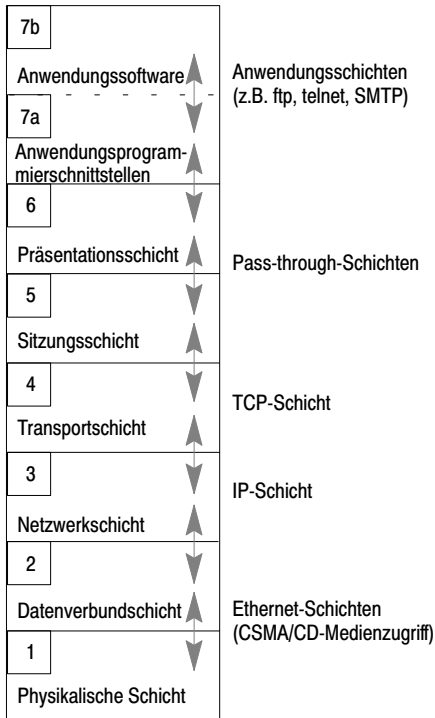 7b
Anwendungssoftware
Anwendungsschichten
(z.B. ftp, telnet, SMTP)
7a
Anwendungsprogram-
mierschnittstellen
6
Präsentationsschicht
Pass-through-Schichten
5
Sitzungsschicht
4
TCP-Schicht
Transportschicht
3
IP-Schicht
Netzwerkschicht
2
Datenverbundschicht
Ethernet-Schichten
(CSMA/CD-Medienzugriff)
1
Physikalische Schicht